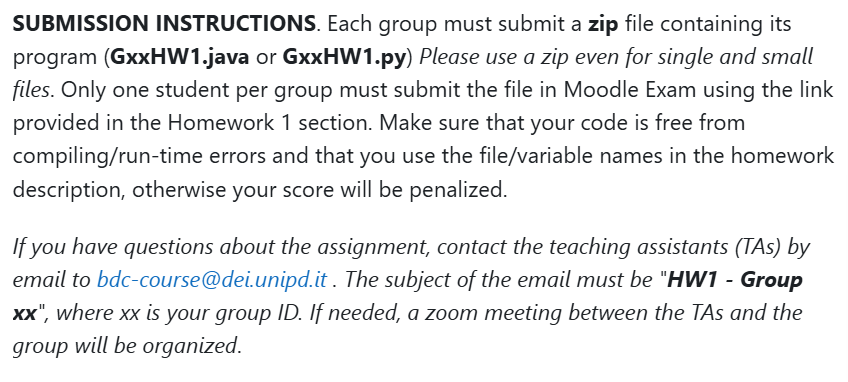 SUBMISSION INSTRUCTIONS. Each group must submit a zip file containing its
program (GxxHW1.java or GxxHW1.py) Please use a zip even for single and small
files. Only one student per group must submit the file in Moodle Exam using the link
provided in the Homework 1 section. Make sure that your code is free from
compiling/run-time errors and that you use the file/variable names in the homework
description, otherwise your score will be penalized.
If you have questions about the assignment, contact the teaching assistants (TAs) by
email to bdc-course@dei.unipd.it . The subject of the email must be "HW1 - Group
xx", where xx is your group ID. If needed, a zoom meeting between the TAs and the
group will be organized.